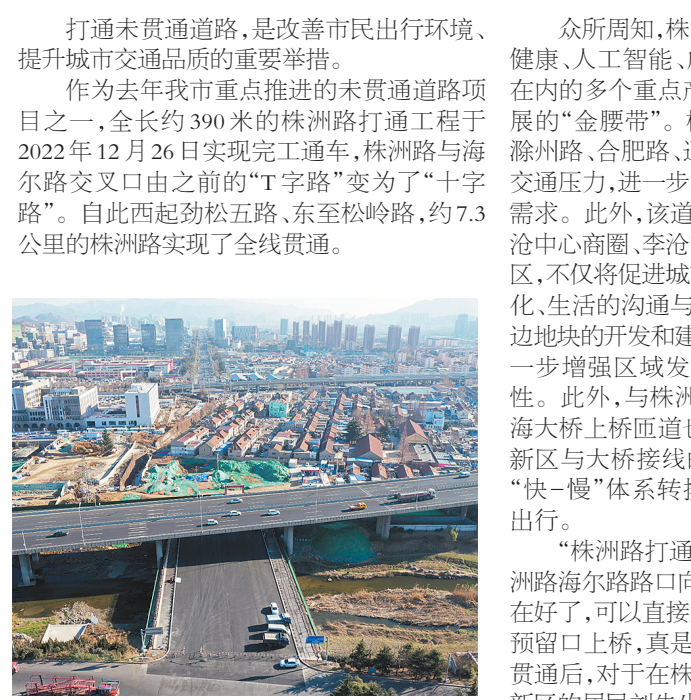 打通未贯通道路，是改善市民出行环境、
提升城市交通品质的重要举措。
作为去年我市重点推进的未贯通道路项
目之一，全长约390米的株洲路打通工程于
2022年12月26日实现完工通车，株洲路与海
尔路交叉口由之前的“T字路”变为了“十字
路”。自此西起劲松五路、东至松岭路，约7.3
公里的株洲路实现了全线贯通。
众所周知，株
健康、人工智能、
在内的多个重点
展的“金腰带”。
滁州路、合肥路、
交通压力，进一步
需求。此外，该道
沧中心商圈、李沧
区，不仅将促进城
化、生活的沟通与
边地块的开发和建
一步增强区域发
性。此外，与株洲
海大桥上桥匝道也
新区与大桥接线
“快-慢”体系转换
出行。
“株洲路打通
洲路海尔路路口向
在好了，可以直接
预留口上桥，真是
贯通后，对于在株